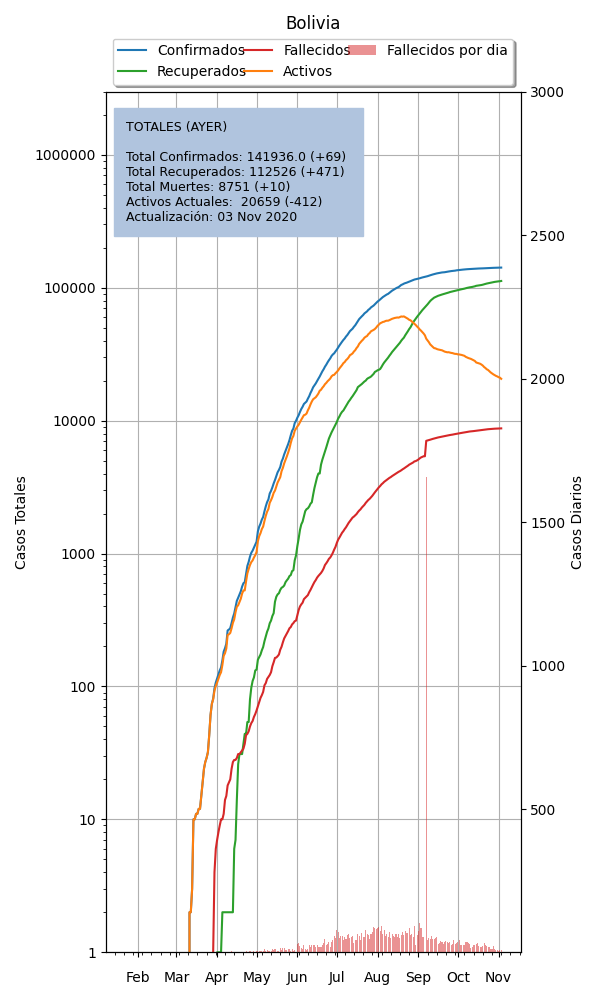 Bolivia
Confirmados
Recuperados
Fallecidos
Activos
Fallecidos por dia
TOTALES (AYER)
Total Confirmados: 141936.0 (+69)
Total Recuperados: 112526 (+471)
Total Muertes: 8751 (+10)
Activos Actuales:  20659 (-412)
Actualización: 03 Nov 2020
Casos Totales
1000000
100000
10000
1000
100
10
1
3000
2500
2000
1500
1000
500
Casos Diarios
Feb Mar Apr May Jun Jul Aug Sep Oct Nov